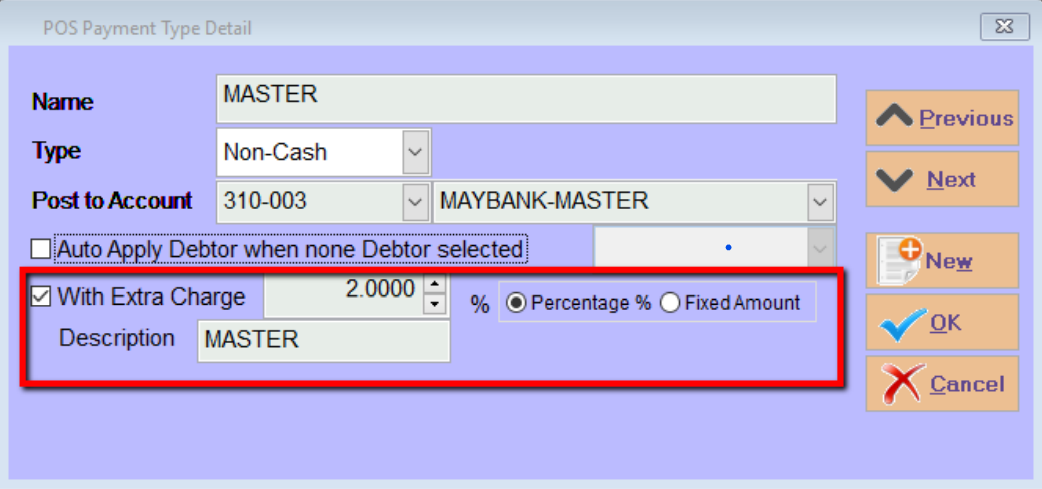 POS Payment Type Detail
Name MASTER
Previous
Type Non-Cash
Next
Post to Account 310-003 MAYBANK-MASTER
Auto Apply Debtor when none Debtor selected
New
With Extra Charge 2.0000 % Percentage % Fixed Amount
OK
Description MASTER
Cancel